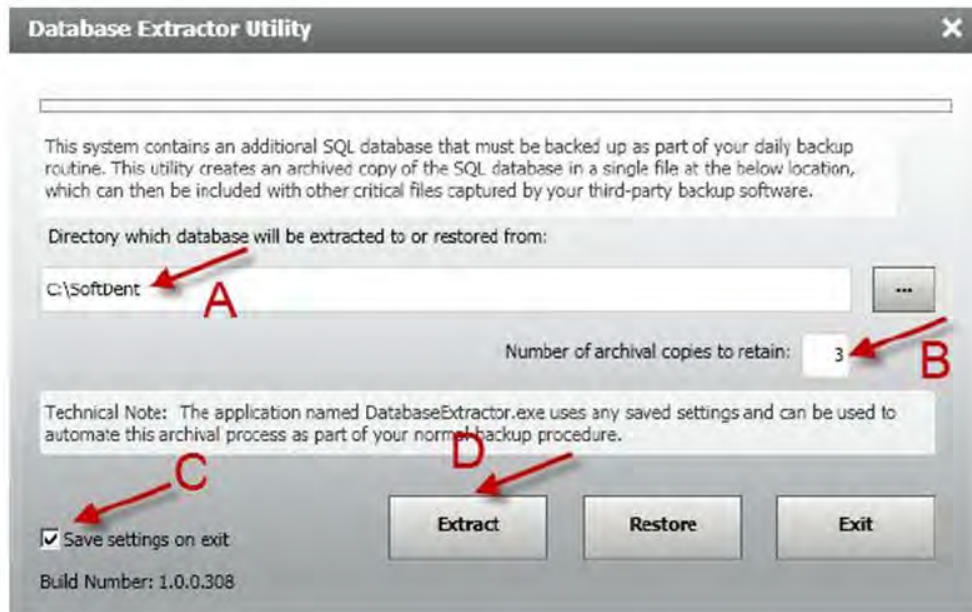 Database Extractor Utility
This system contains an additional SQL database that must be backed up as part of your daily backup
routine. This utility creates an archived copy of the SQL database in a single file at the below location,
which can then be included with other critical files captured by your third-party backup software.
Directory which database will be extracted to or restored from:
C:\SoftDent
...
A
Number of archival copies to retain: 3
B
Technical Note: The application named DatabaseExtractor.exe uses any saved settings and can be used to
automate this archival process as part of your normal backup procedure.
C
D
Extract Restore Exit
Save settings on exit
Build Number: 1.0.0.308